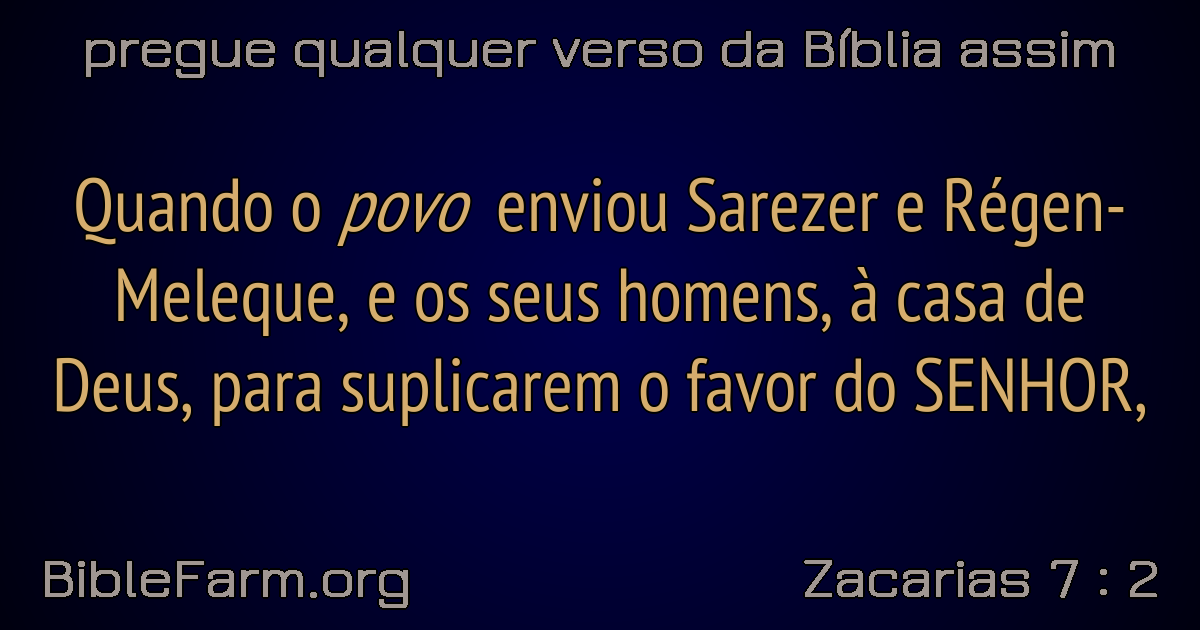 pregue qualquer verso da Bíblia assim
Quando o povo enviou Sarezer e Régen-
Meleque, e os seus homens, à casa de
Deus, para suplicarem o favor do SENHOR,
BibleFarm.org
Zacarias 7 : 2